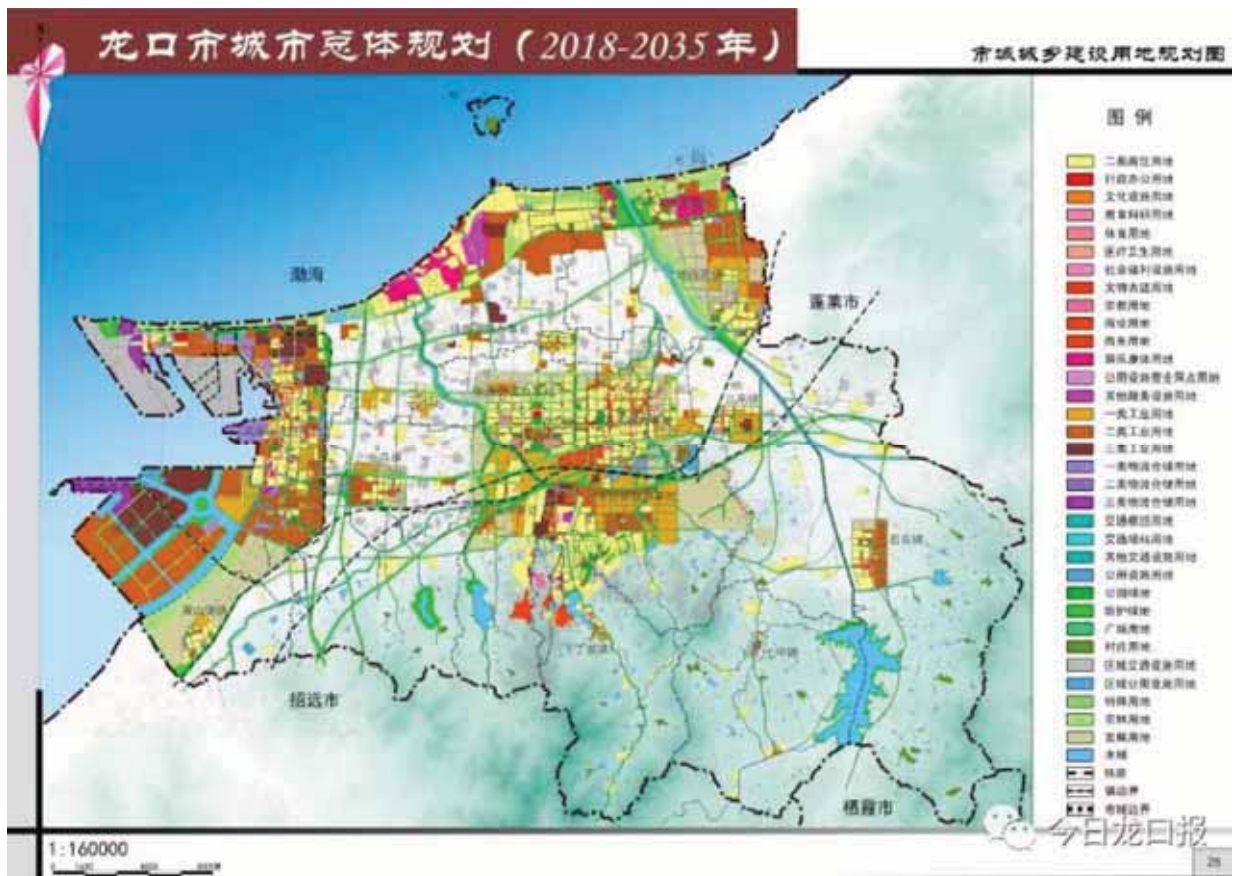 龙口市城市总体规划（2018-2035年）
市域城乡建设用地规划图
图例
二类居住用地
行政办公用地
文化设施用地
教育科研用地
体育用地
医疗卫生用地
社会福利设施用地
文物古迹用地
宗教用地
商业用地
商务用地
娱乐康体用地
公用设施营业网点用地
其他服务设施用地
一类工业用地
二类工业用地
三类工业用地
一类物流仓储用地
二类物流仓储用地
三类物流仓储用地
交通枢纽用地
交通场站用地
其他交通设施用地
公用设施用地
公园绿地
防护绿地
广场用地
村庄用地
区域交通设施用地
区域公用设施用地
特殊用地
农林用地
发展用地
水域
铁路
镇边界
市域边界
渤海
蓬莱市
招远市
栖霞市
今日龙口报
1:160000